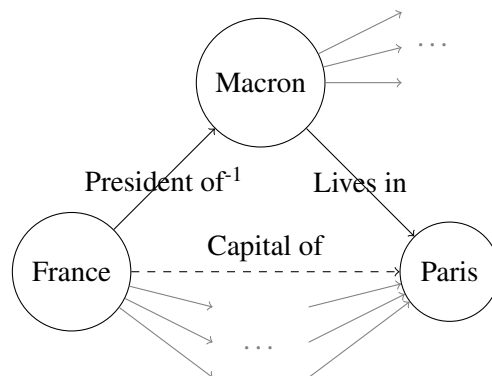 Macron
...
President of-1
Lives in
Capital of
France
Paris
...